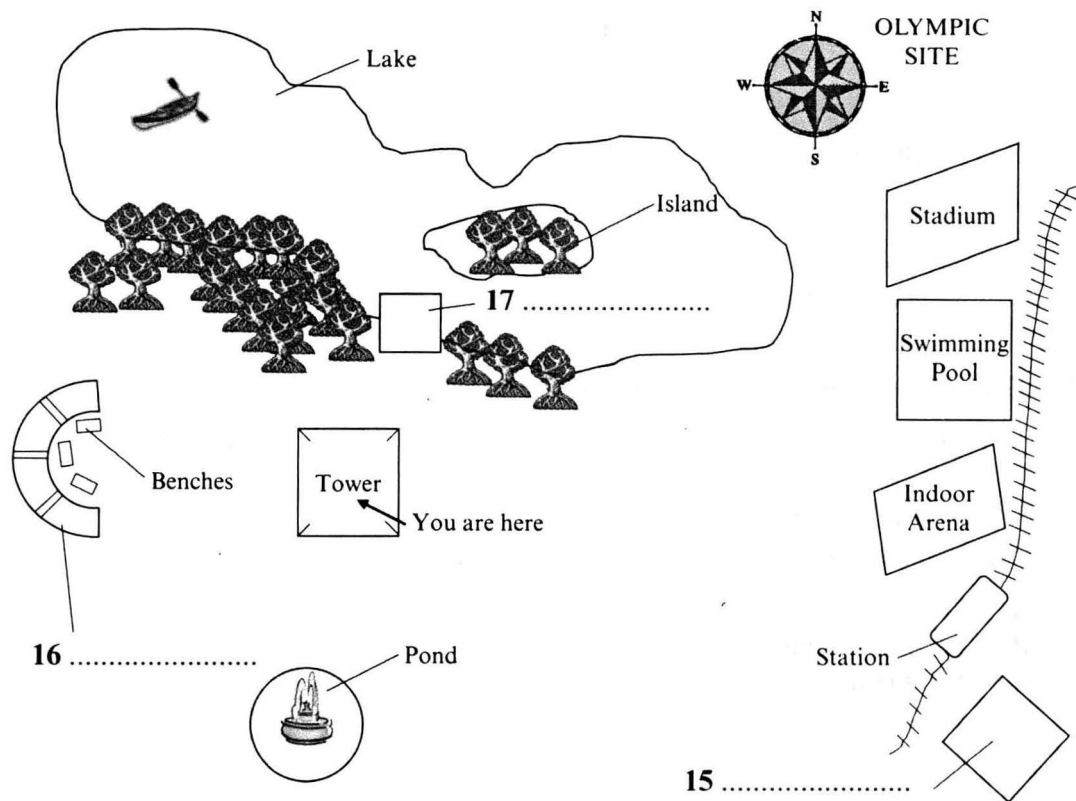 OLYMPIC
SITE
N
W
E
S
Lake
Island
Stadium
17 ........................
Swimming
Pool
Benches
Tower
You are here
Indoor
Arena
16 ........................
Pond
Station
15 ........................